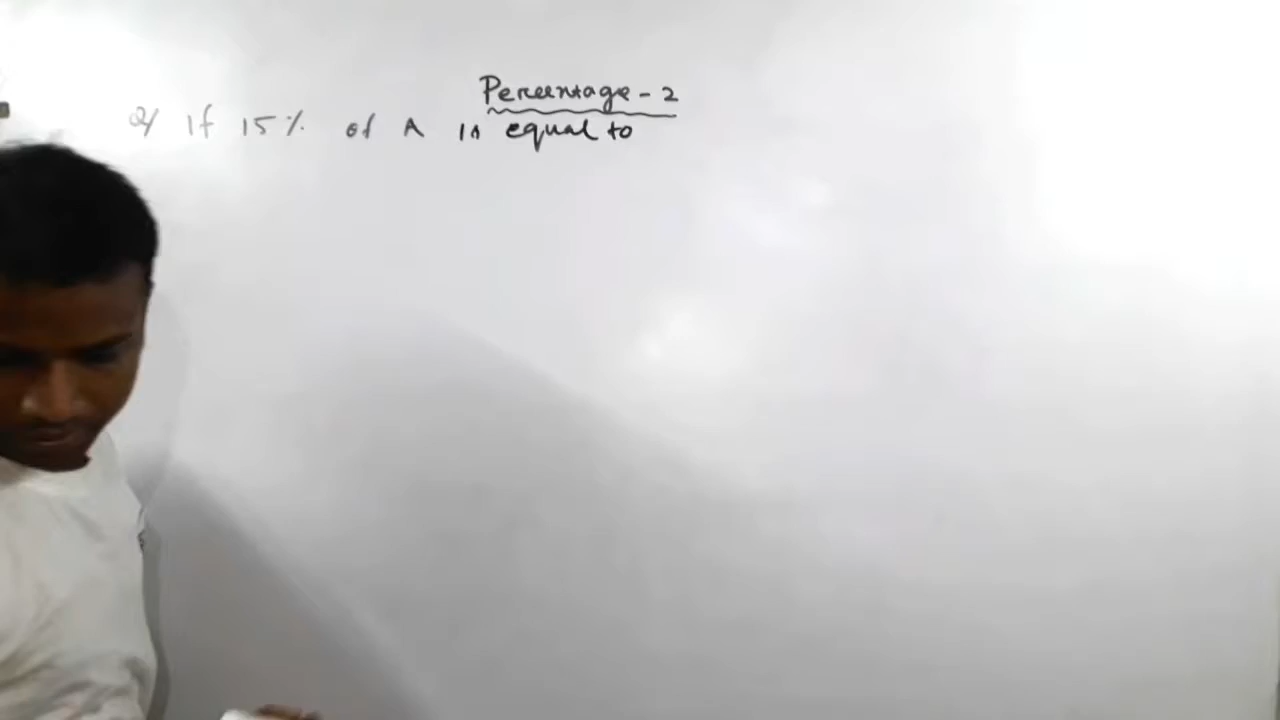 Percentage - 2
Q/ If 15% of A is equal to